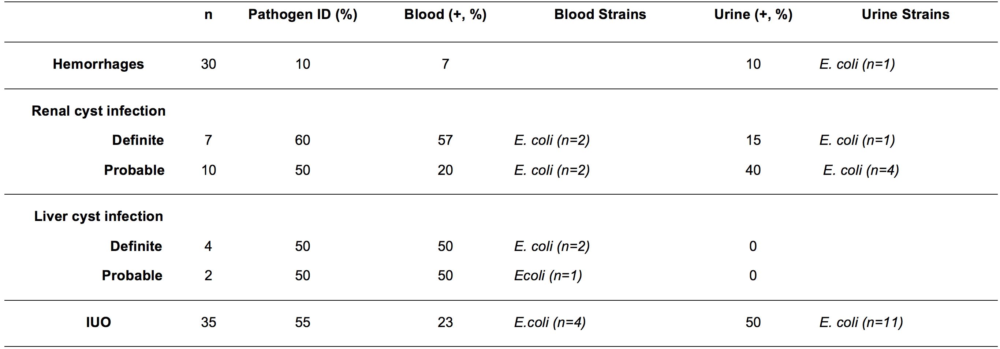 n Pathogen ID (%) Blood (+, %) Blood Strains Urine (+, %) Urine Strains
Hemorrhages 30 10 7 10 E. coli (n=1)
Renal cyst infection
Definite 7 60 57 E. coli (n=2) 15 E. coli (n=1)
Probable 10 50 20 E. coli (n=2) 40 E. coli (n=4)
Liver cyst infection
Definite 4 50 50 E. coli (n=2) 0
Probable 2 50 50 Ecoli (n=1) 0
IUO 35 55 23 E.coli (n=4) 50 E. coli (n=11)